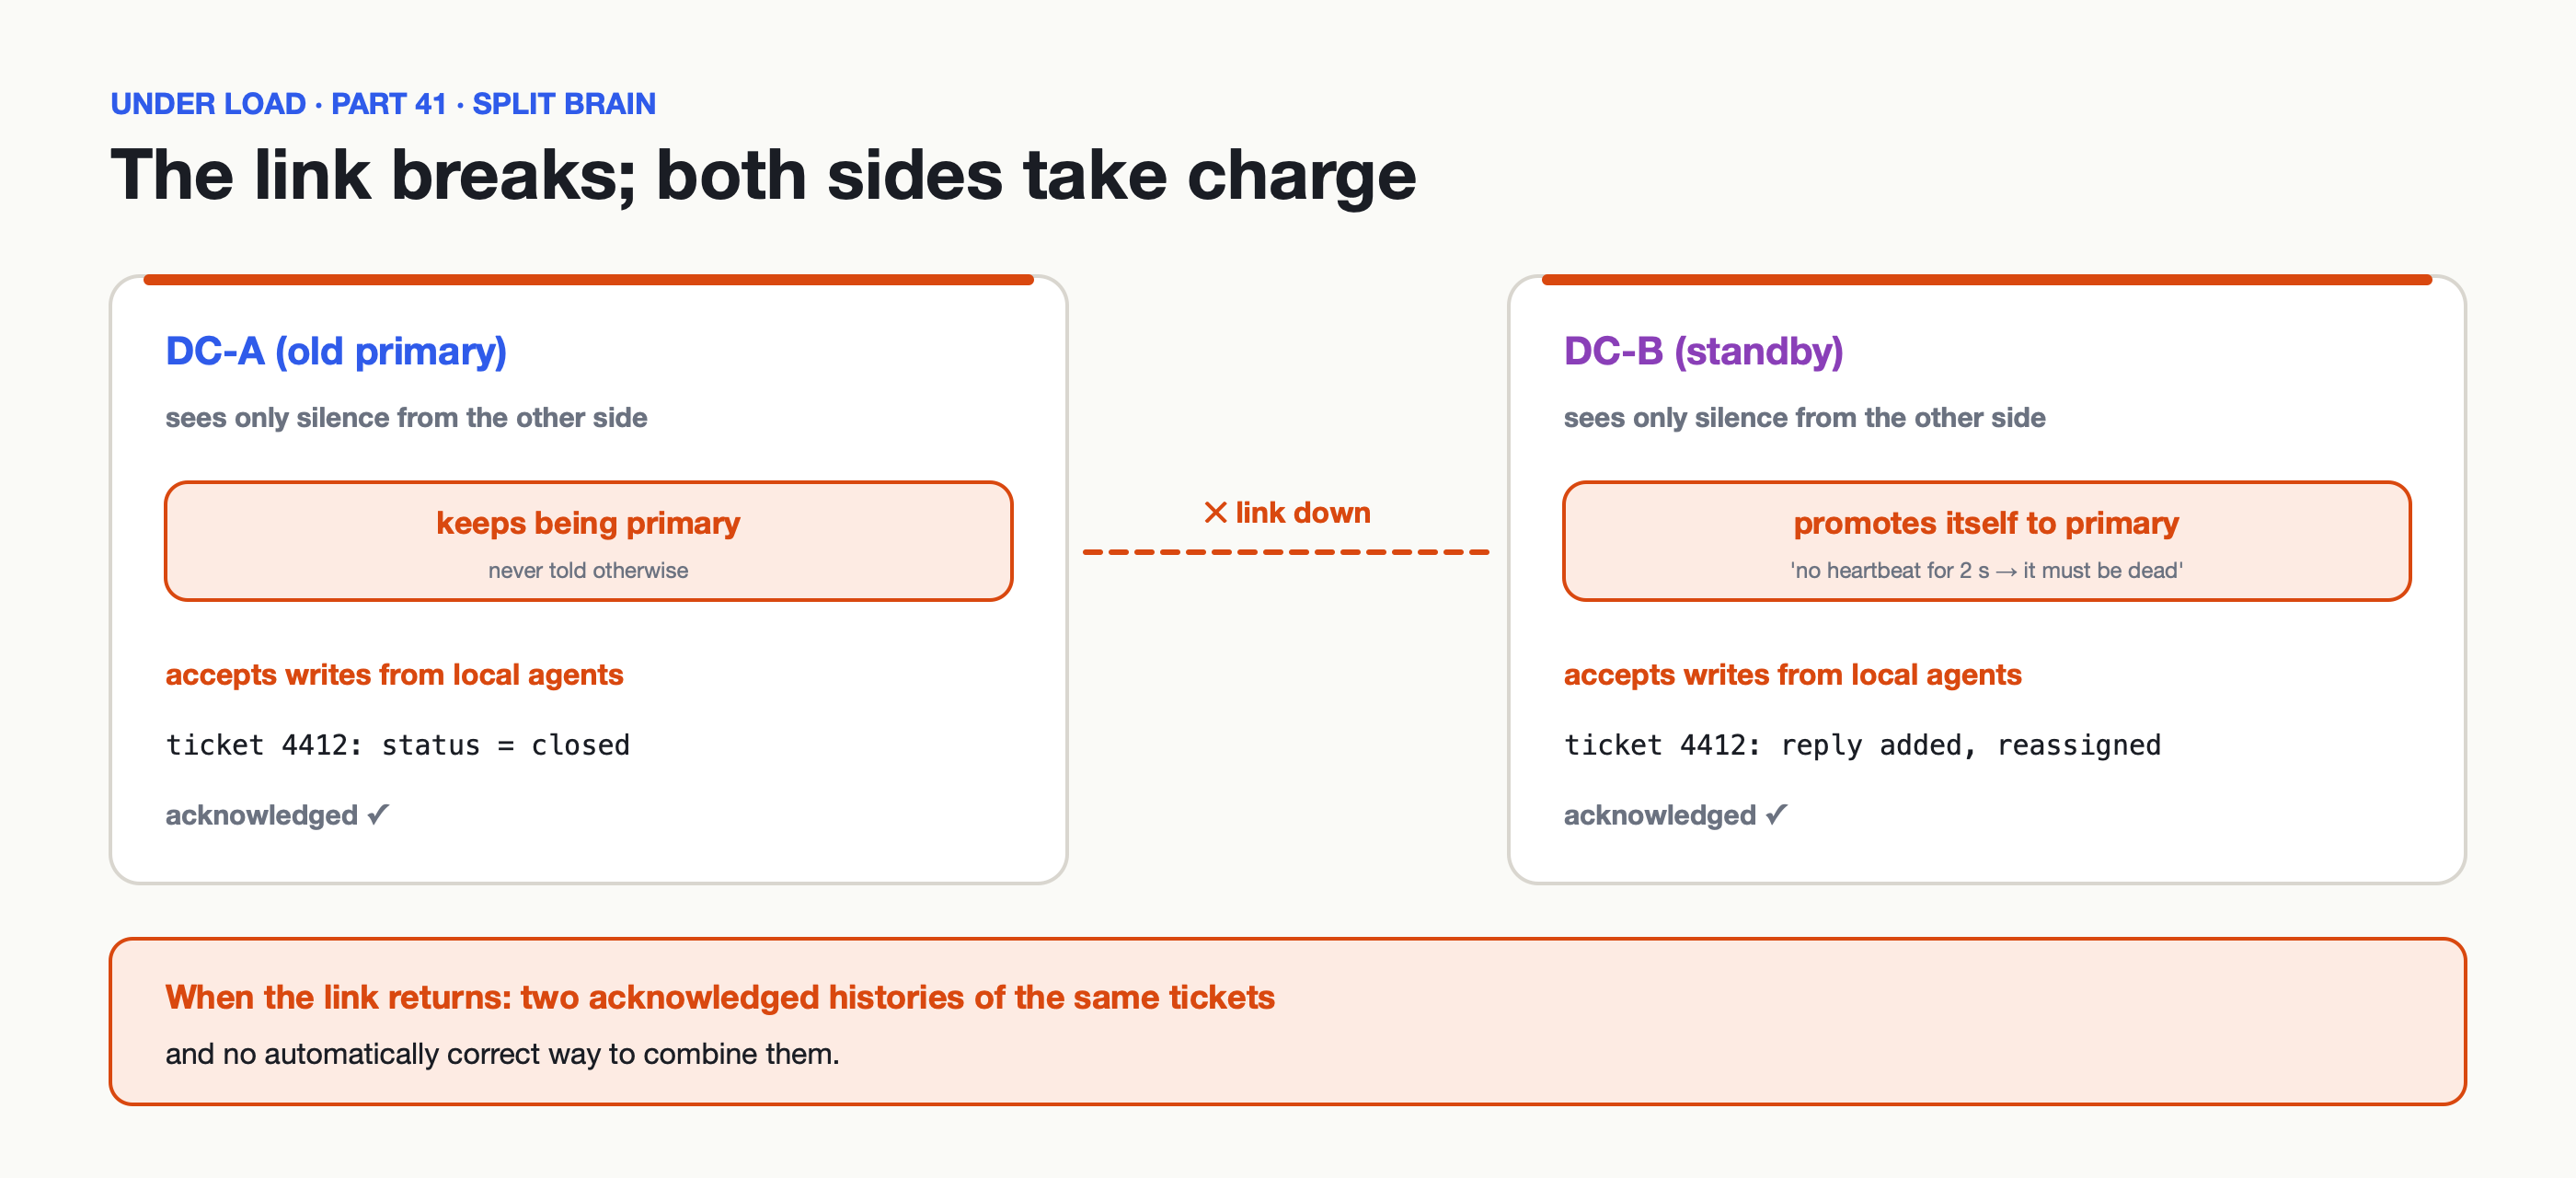 UNDER LOAD · PART 41 · SPLIT BRAIN
The link breaks; both sides take charge
DC-A (old primary)
sees only silence from the other side
keeps being primary
never told otherwise
accepts writes from local agents
ticket 4412: status = closed
acknowledged ✓
✕ link down
DC-B (standby)
sees only silence from the other side
promotes itself to primary
'no heartbeat for 2 s → it must be dead'
accepts writes from local agents
ticket 4412: reply added, reassigned
acknowledged ✓
When the link returns: two acknowledged histories of the same tickets
and no automatically correct way to combine them.